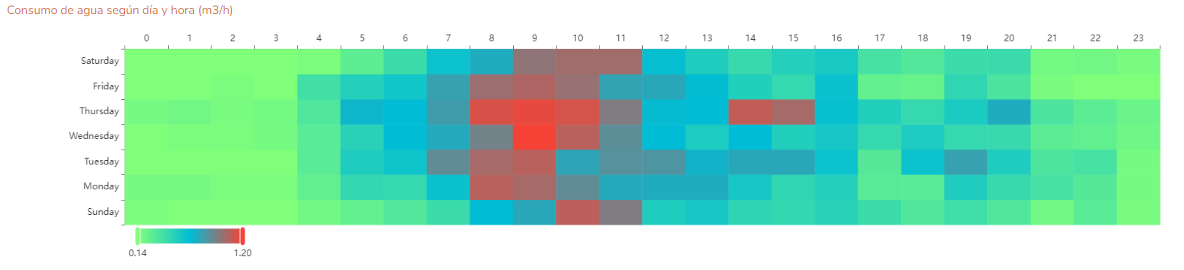 Consumo de agua según día y hora (m3/h)
0 1 2 3 4 5 6 7 8 9 10 11 12 13 14 15 16 17 18 19 20 21 22 23
Saturday
Friday
Thursday
Wednesday
Tuesday
Monday
Sunday
0.14 1.20